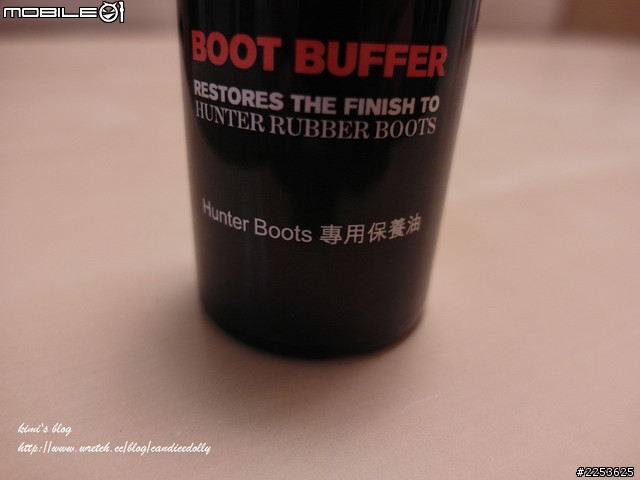 MOBILE01
BOOT BUFFER
RESTORES THE FINISH TO
HUNTER RUBBER BOOTS
Hunter Boots 專用保養油
kimi's blog
http://www.wretch.cc/blog/candicedolly
#2253625